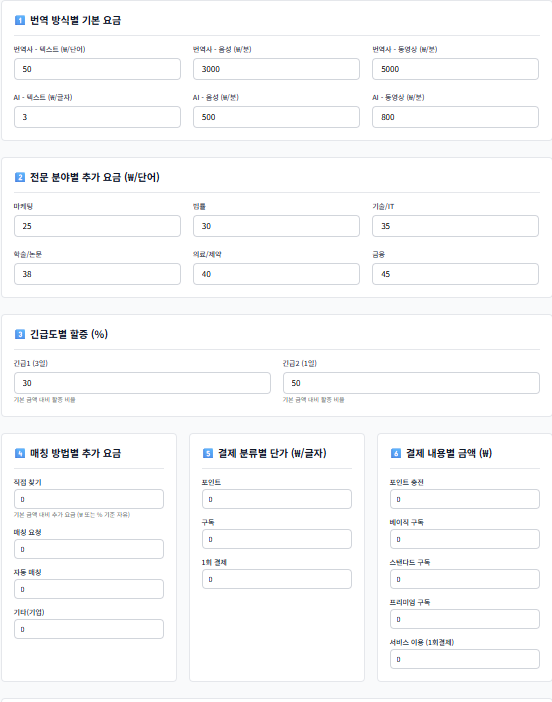 1 번역 방식별 기본 요금
번역사 - 텍스트 (₩/단어) 번역사 - 음성 (₩/분) 번역사 - 동영상 (₩/분)
50 3000 5000
AI - 텍스트 (₩/글자) AI - 음성 (₩/분) AI - 동영상 (₩/분)
3 500 800
2 전문 분야별 추가 요금 (₩/단어)
마케팅 법률 기술/IT
25 30 35
학술/논문 의료/제약 금융
38 40 45
3 긴급도별 할증 (%)
긴급1 (3일) 긴급2 (1일)
30 50
기본 금액 대비 할증 비율 기본 금액 대비 할증 비율
4 매칭 방법별 추가 요금
직접 찾기
0
기본 금액 대비 추가 요금 (₩ 또는 % 기준 자유)
매칭 요청
0
자동 매칭
0
기타(기업)
0
5 결제 분류별 단가 (₩/글자)
포인트
0
구독
0
1회 결제
0
6 결제 내용별 금액 (₩)
포인트 충전
0
베이직 구독
0
스탠다드 구독
0
프리미엄 구독
0
서비스 이용 (1회결제)
0